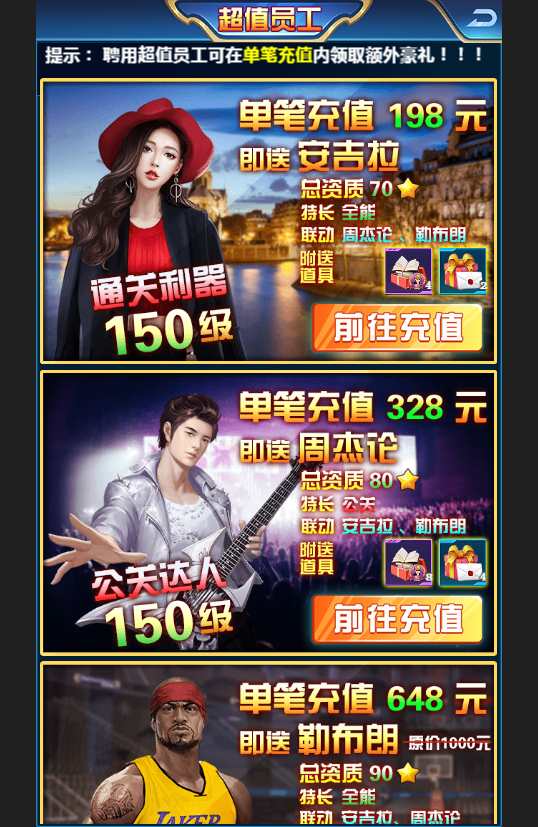 超值员工
提示：聘用超值员工可在单笔充值内领取额外豪礼！！！
单笔充值 198 元
即送 安吉拉
总资质 70
特长 全能
联动 周杰论 、勒布朗
附送
道具
4
2
通关利器
150级
前往充值
单笔充值 328 元
即送 周杰论
总资质 80
特长 公关
联动 安吉拉 、勒布朗
附送
道具
8
4
公关达人
150级
前往充值
单笔充值 648 元
即送 勒布朗 原价1000元
总资质 90
特长 全能
联动 安吉拉、周杰论